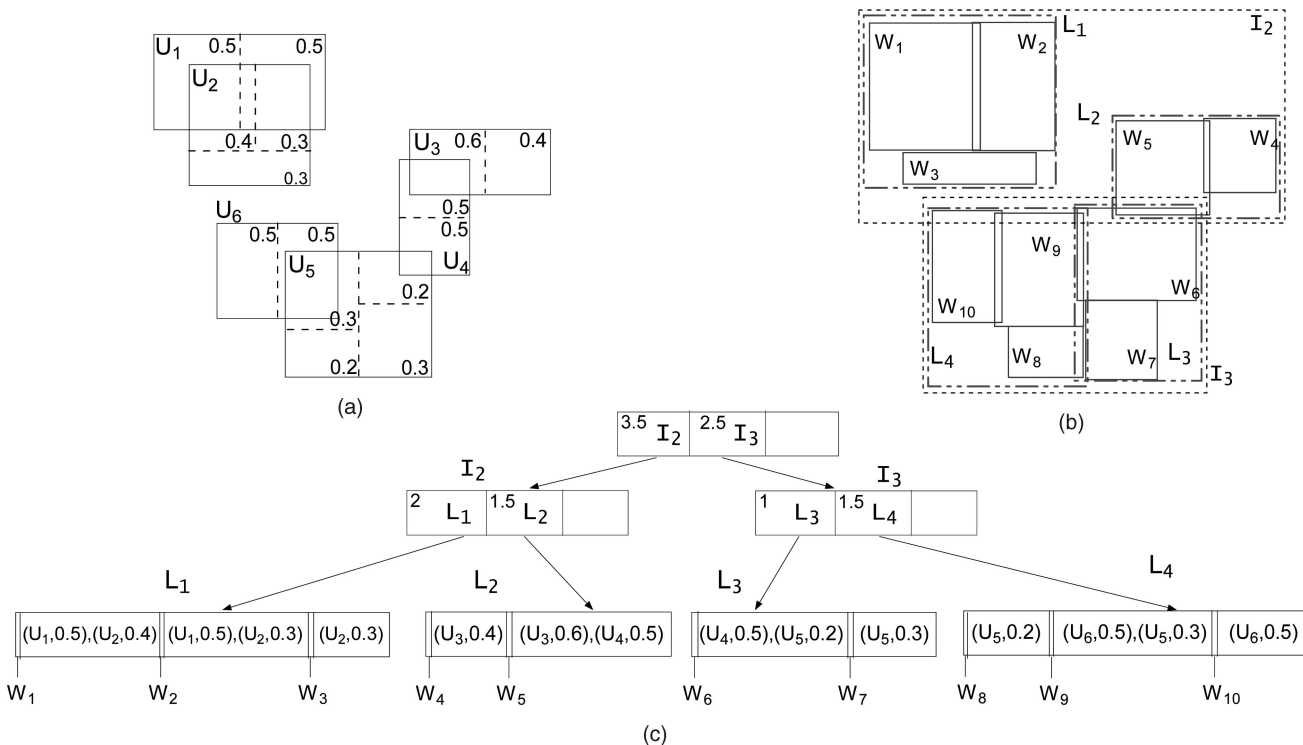 U1 0.5 0.5
U2
0.4 0.3
0.3
U3 0.6 0.4
0.5
0.5
U4
U6
0.5 0.5
U5
0.2
0.3
0.2 0.3
(a)
I2
L1
W1 W2
W3
L2
W5 W4
W9
W6
W10
L4 W8 W7 L3
I3
(b)
3.5 I2 2.5 I3
I2 I3
2 L1 1.5 L2
1 L3 1.5 L4
L1 L2 L3 L4
(U1,0.5),(U2,0.4) (U1,0.5),(U2,0.3) (U2,0.3)
(U3,0.4) (U3,0.6),(U4,0.5)
(U4,0.5),(U5,0.2) (U5,0.3)
(U5,0.2) (U6,0.5),(U5,0.3) (U6,0.5)
W1 W2 W3 W4 W5 W6 W7 W8 W9 W10
(c)